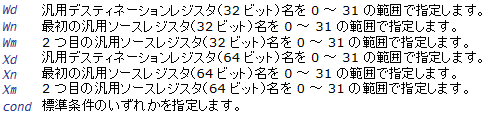 Wd 汎用デスティネーションレジスタ(32 ビット)名を 0 ～ 31 の範囲で指定します。
Wn 最初の汎用ソースレジスタ(32 ビット)名を 0 ～ 31 の範囲で指定します。
Wm 2 つ目の汎用ソースレジスタ(32 ビット)名を 0 ～ 31 の範囲で指定します。
Xd 汎用デスティネーションレジスタ(64 ビット)名を 0 ～ 31 の範囲で指定します。
Xn 最初の汎用ソースレジスタ(64 ビット)名を 0 ～ 31 の範囲で指定します。
Xm 2 つ目の汎用ソースレジスタ(64 ビット)名を 0 ～ 31 の範囲で指定します。
cond 標準条件のいずれかを指定します。